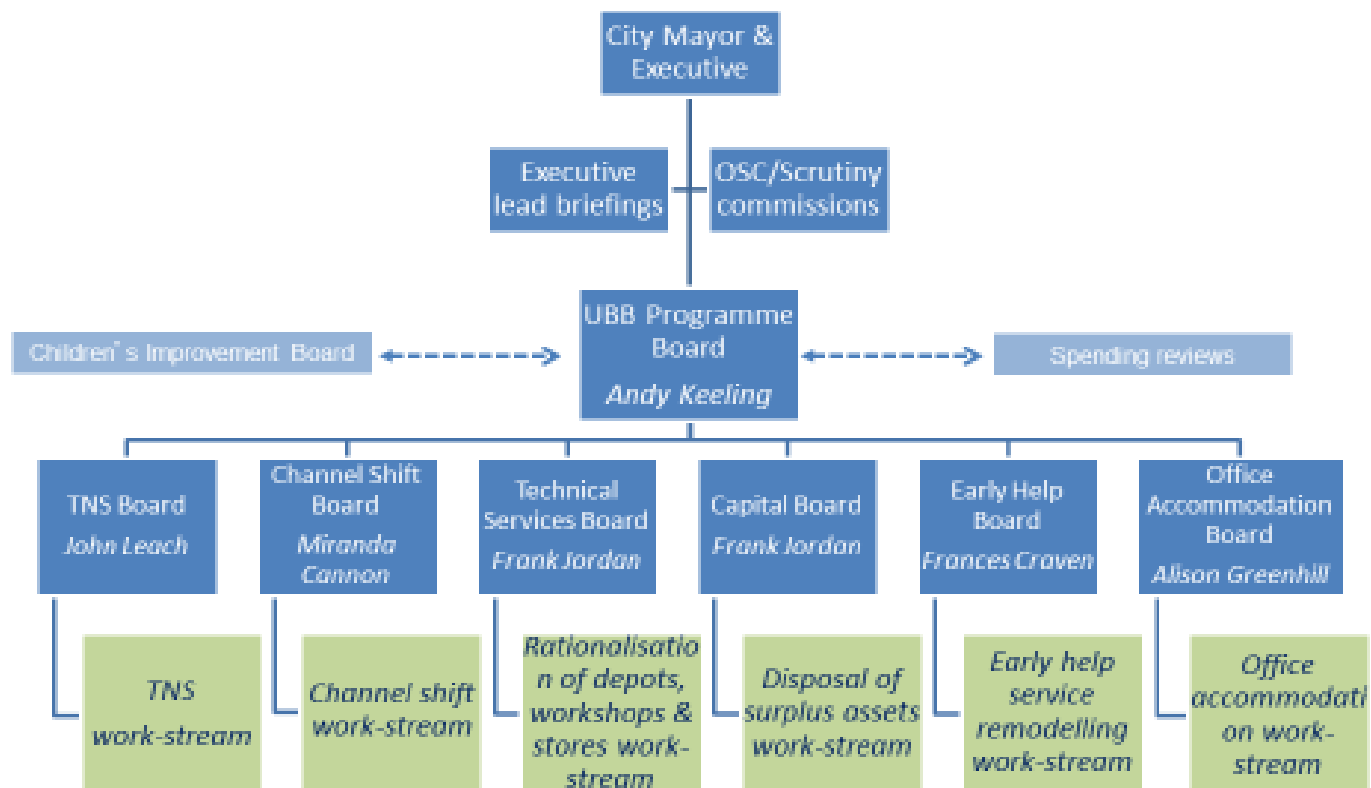 City Mayor &
Executive
Executive
lead briefings
OSC/Scrutiny
commissions
UBB Programme
Board
Andy Keeling
Children's Improvement Board
Spending reviews
TNS Board
John Leach
Channel Shift
Board
Miranda
Cannon
Technical
Services Board
Frank Jordan
Capital Board
Frank Jordan
Early Help
Board
Frances Craven
Office
Accommodation
Board
Alison Greenhill
TNS
work-stream
Channel shift
work-stream
Rationalisatio
n of depots,
workshops &
stores work-
stream
Disposal of
surplus assets
work-stream
Early help
service
remodelling
work-stream
Office
accommodati
on work-
stream